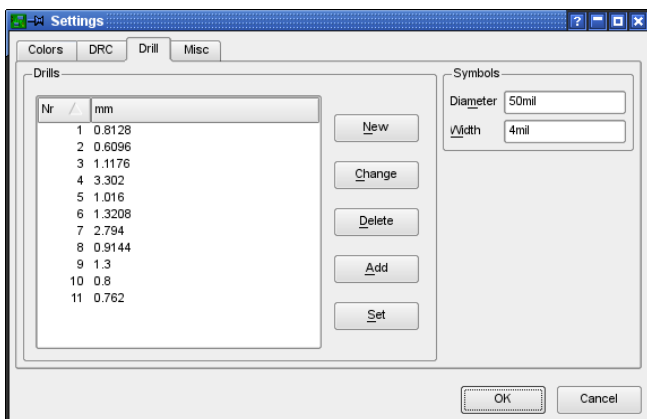 Settings
Colors DRC Drill Misc
Drills
Nr mm
1 0.8128
2 0.6096
3 1.1176
4 3.302
5 1.016
6 1.3208
7 2.794
8 0.9144
9 1.3
10 0.8
11 0.762
New
Change
Delete
Add
Set
Symbols
Diameter 50mil
Width 4mil
OK Cancel